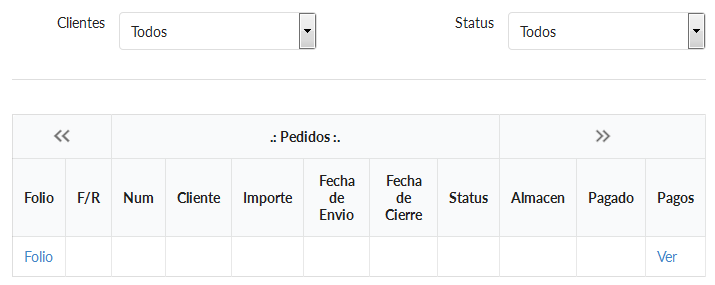 Clientes Todos Status Todos
« .: Pedidos :. »
Folio F/R Num Cliente Importe Fecha de Envio Fecha de Cierre Status Almacen Pagado Pagos
Folio Ver